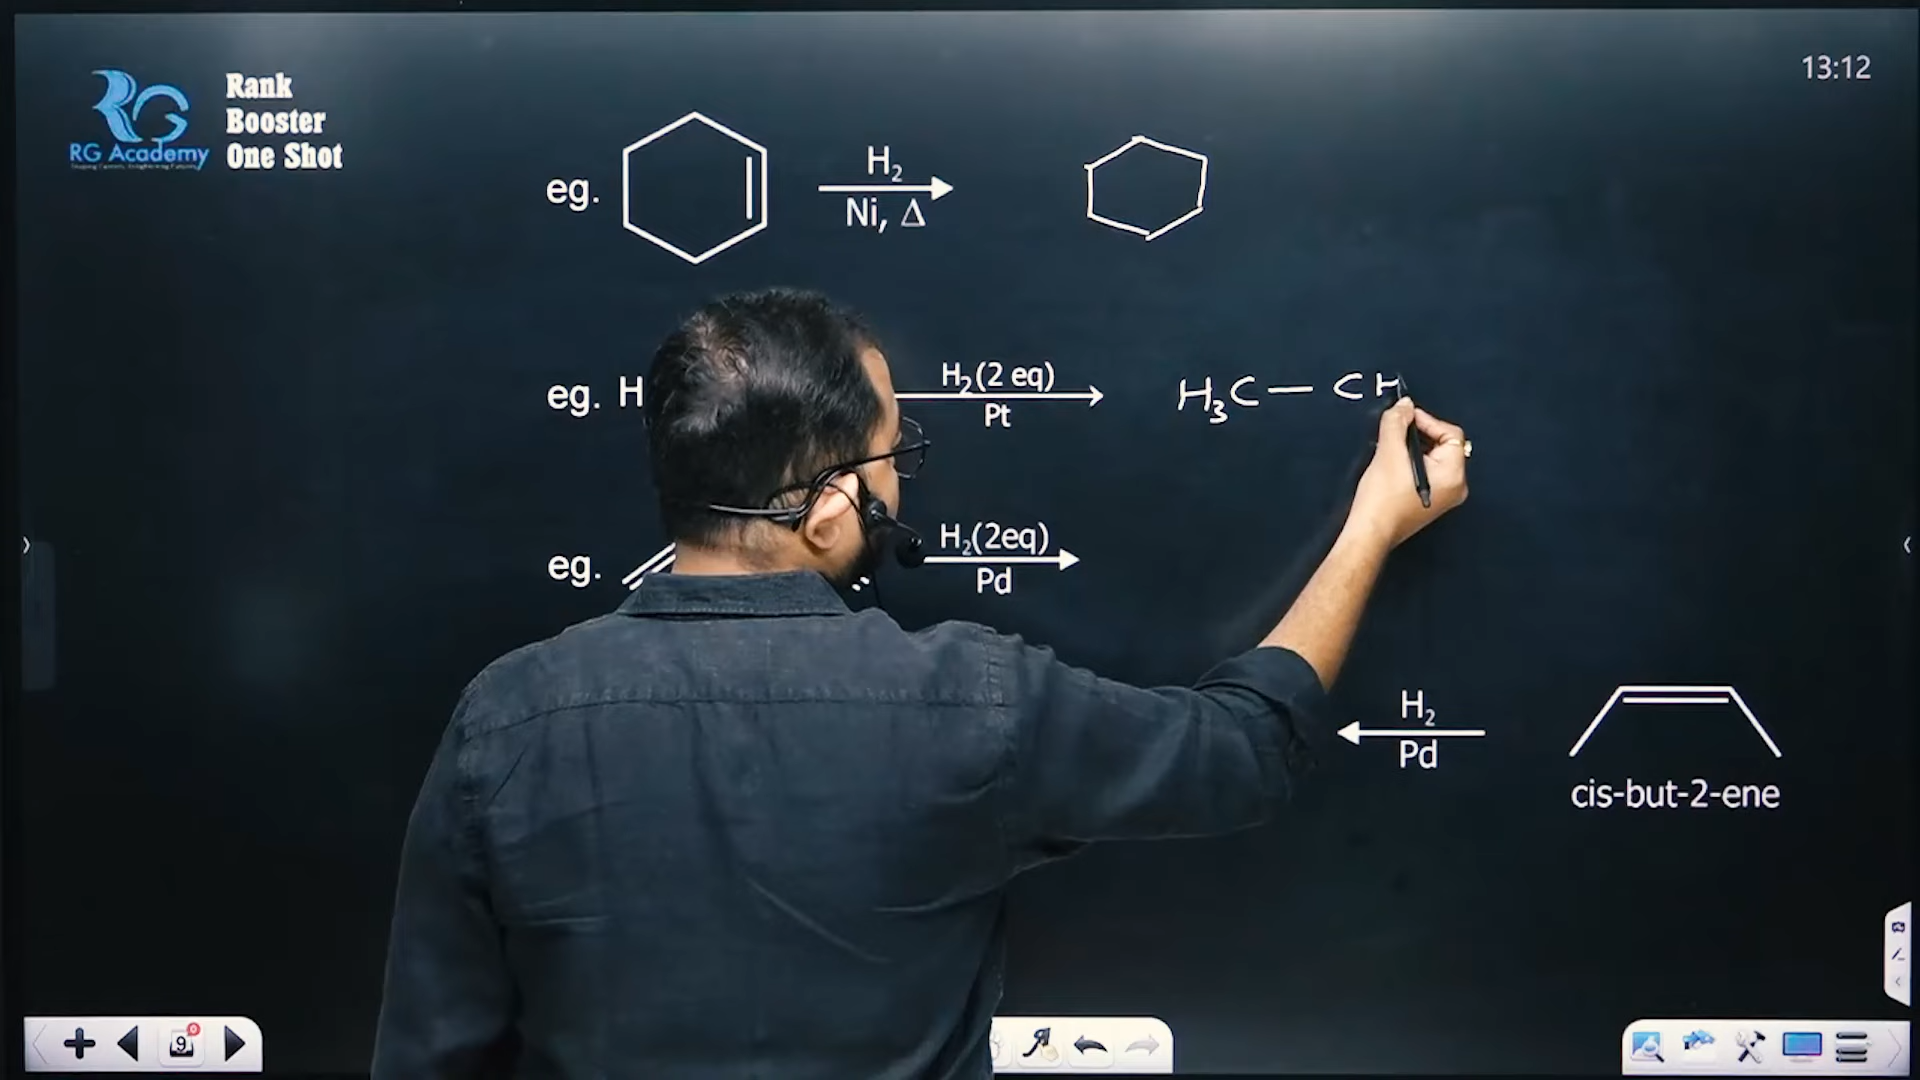 RG Academy
Rank
Booster
One Shot
13:12
eg.
H₂
Ni, Δ
eg. H
H₂(2 eq)
Pt
H₃C — CH
eg.
H₂(2eq)
Pd
H₂
Pd
cis-but-2-ene
9
0